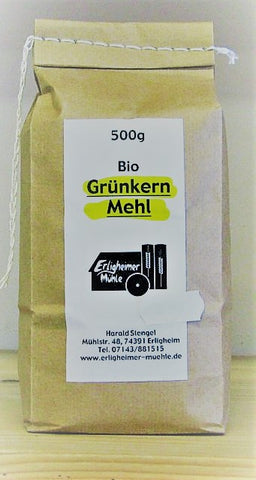 500g
Bio
Grünkern
Mehl
Erligheimer
Mühle
Harald Stengel
Mühlstr. 48, 74391 Erligheim
Tel. 07143/881515
www.erligheimer-muehle.de